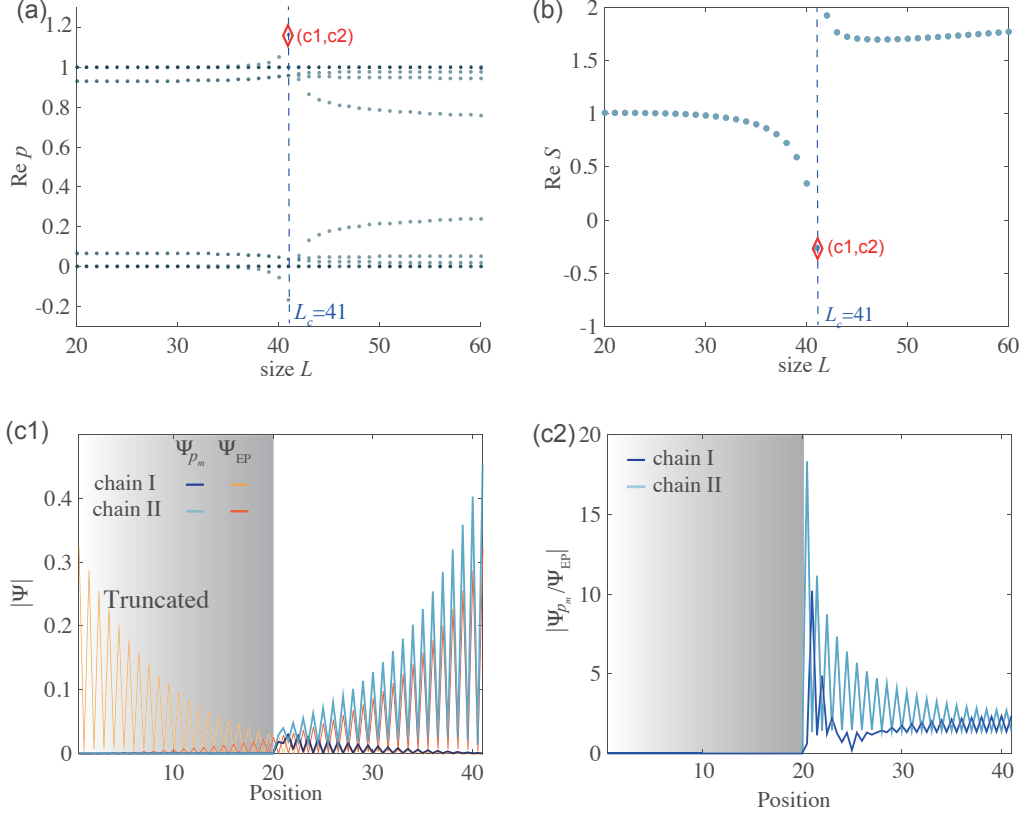 (a)
1.2
1
0.8
0.6
0.4
0.2
0
-0.2
Re p
(c1,c2)
L_c=41
20 30 40 50 60
size L
(b)
2
1.5
1
0.5
0
-0.5
-1
Re S
(c1,c2)
L_c=41
20 30 40 50 60
size L
(c1)
Ψ_{p_m} Ψ_EP
chain I
chain II
Truncated
0.4
0.3
0.2
0.1
0
|Ψ|
10 20 30 40
Position
(c2)
20
15
10
5
0
|Ψ_{p_m}/Ψ_EP|
chain I
chain II
10 20 30 40
Position